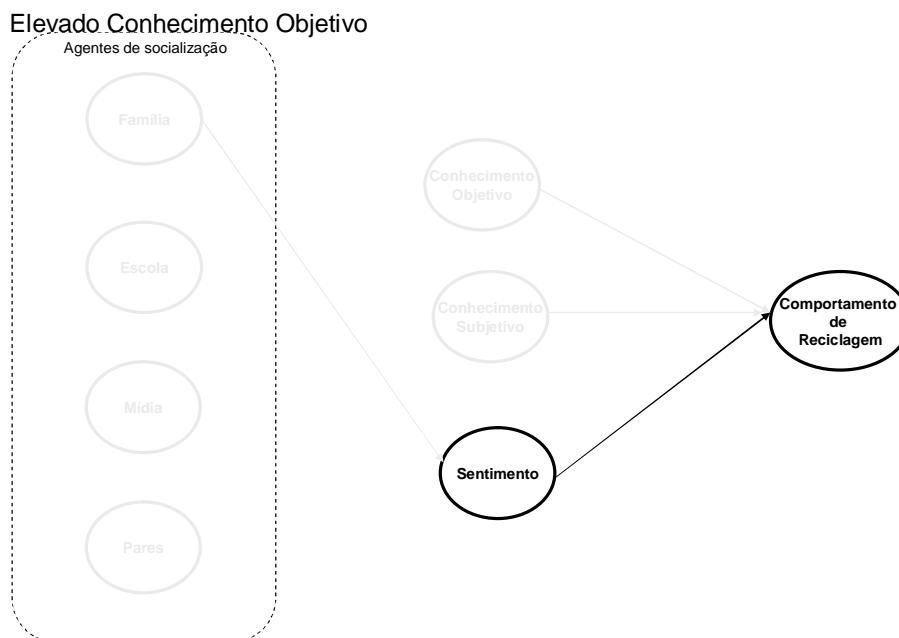 Elevado Conhecimento Objetivo
Agentes de socialização
Família
Conhecimento
Objetivo
Escola
Conhecimento
Subjetivo
Comportamento
de
Reciclagem
Mídia
Sentimento
Pares